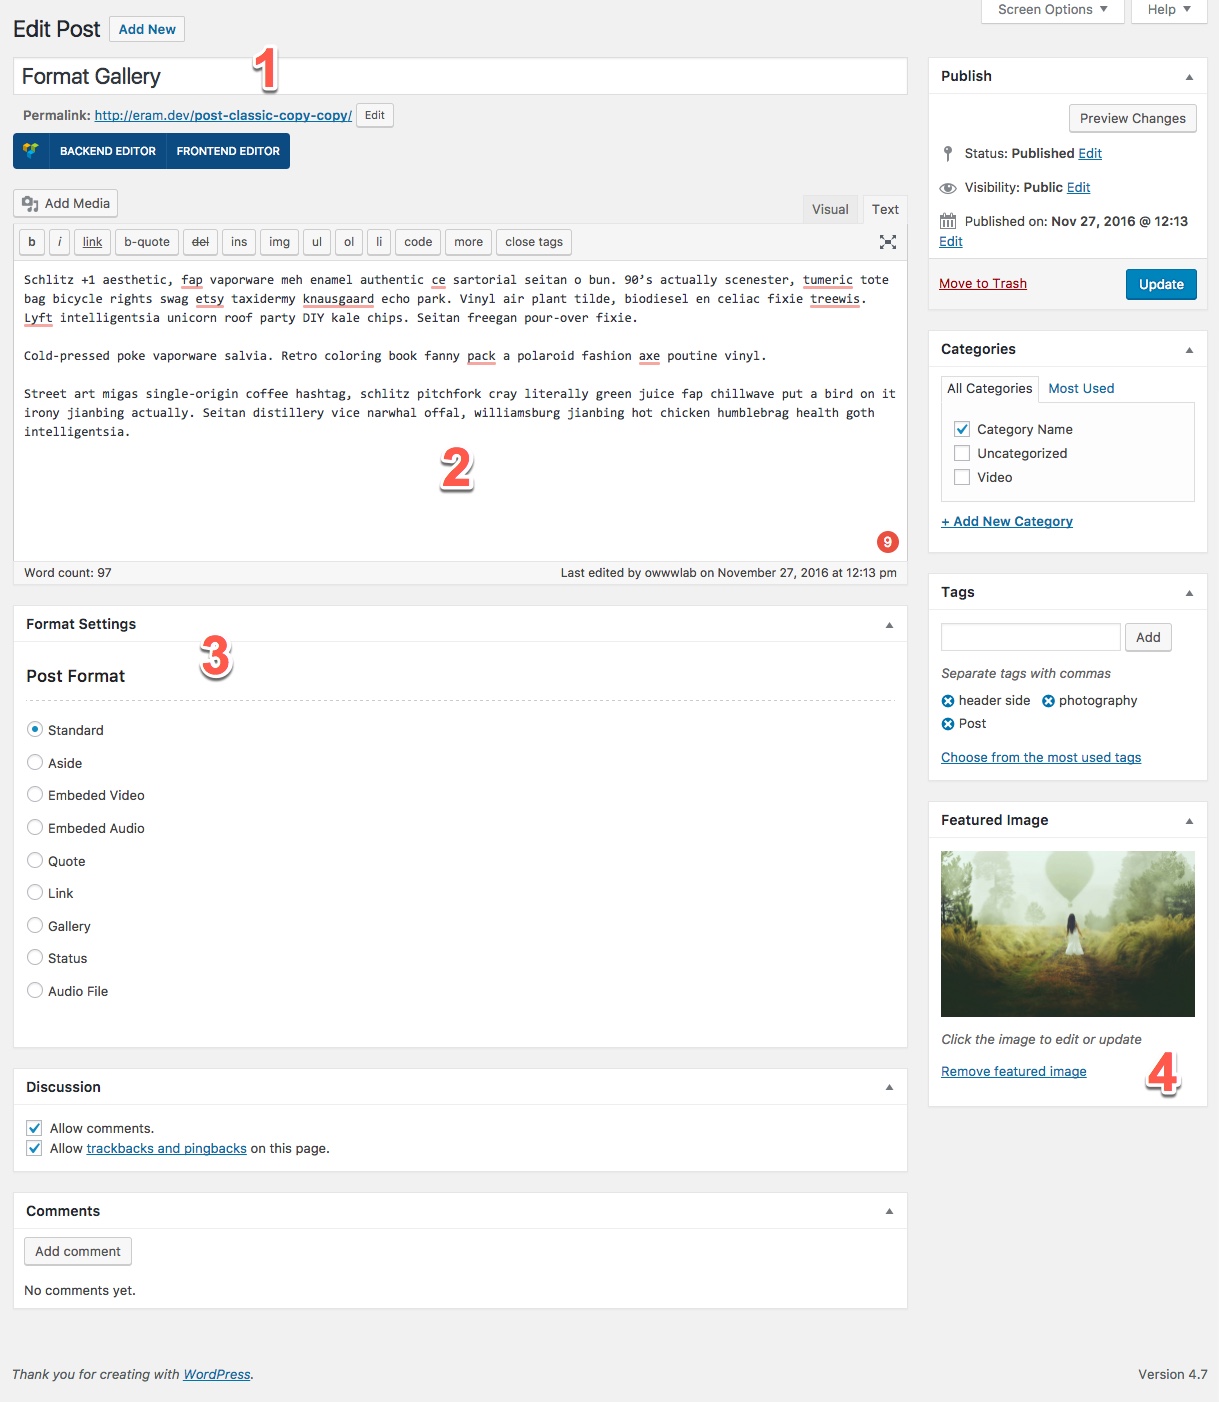 Screen Options ▼
Help ▼
Edit Post
Add New
1
Format Gallery
Permalink: http://eram.dev/post-classic-copy-copy/ Edit
BACKEND EDITOR
FRONTEND EDITOR
Add Media
Visual
Text
b
i
link
b-quote
del
ins
img
ul
ol
li
code
more
close tags
Schlitz +1 aesthetic, fap vaporware meh enamel authentic ce sartorial seitan o bun. 90’s actually scenester, tumeric tote
bag bicycle rights swag etsy taxidermy knausgaard echo park. Vinyl air plant tilde, biodiesel en celiac fixie treewis.
Lyft intelligentsia unicorn roof party DIY kale chips. Seitan freegan pour-over fixie.
Cold-pressed poke vaporware salvia. Retro coloring book fanny pack a polaroid fashion axe poutine vinyl.
Street art migas single-origin coffee hashtag, schlitz pitchfork cray literally green juice fap chillwave put a bird on it
irony jianbing actually. Seitan distillery vice narwhal offal, williamsburg jianbing hot chicken humblebrag health goth
intelligentsia.
2
9
Word count: 97
Last edited by owwwlab on November 27, 2016 at 12:13 pm
Format Settings
3
Post Format
Standard
Aside
Embeded Video
Embeded Audio
Quote
Link
Gallery
Status
Audio File
Discussion
Allow comments.
Allow trackbacks and pingbacks on this page.
Comments
Add comment
No comments yet.
Publish
Preview Changes
Status: Published Edit
Visibility: Public Edit
Published on: Nov 27, 2016 @ 12:13
Edit
Move to Trash
Update
Categories
All Categories
Most Used
Category Name
Uncategorized
Video
+ Add New Category
Tags
Add
Separate tags with commas
header side
photography
Post
Choose from the most used tags
Featured Image
Click the image to edit or update
Remove featured image
4
Thank you for creating with WordPress.
Version 4.7